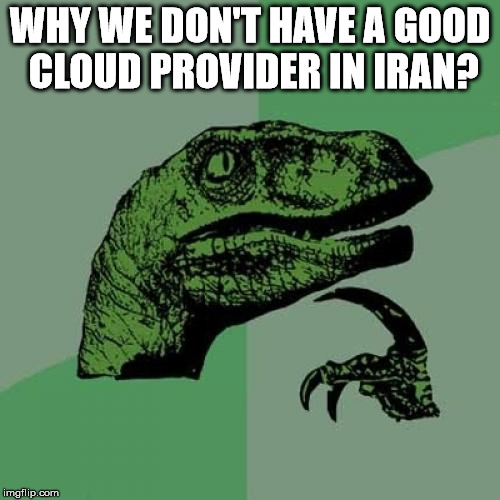 WHY WE DON'T HAVE A GOOD
CLOUD PROVIDER IN IRAN?
imgflip.com